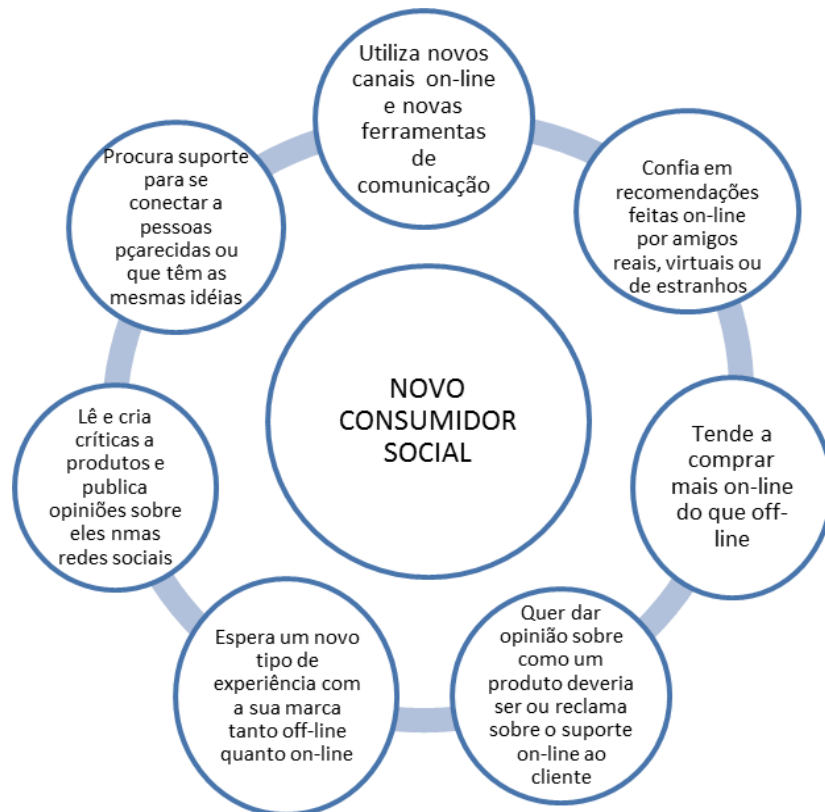 Utiliza novos
canais on-line
e novas
ferramentas
de
comunicação
Confia em
recomendações
feitas on-line
por amigos
reais, virtuais ou
de estranhos
Tende a
comprar
mais on-line
do que off-
line
Quer dar
opinião sobre
como um
produto deveria
ser ou reclama
sobre o suporte
on-line ao
cliente
Espera um novo
tipo de
experiência com
a sua marca
tanto off-line
quanto on-line
Lê e cria
críticas a
produtos e
publica
opiniões sobre
eles nmas
redes sociais
Procura suporte
para se
conectar a
pessoas
pçarecidas ou
que têm as
mesmas idéias
NOVO
CONSUMIDOR
SOCIAL